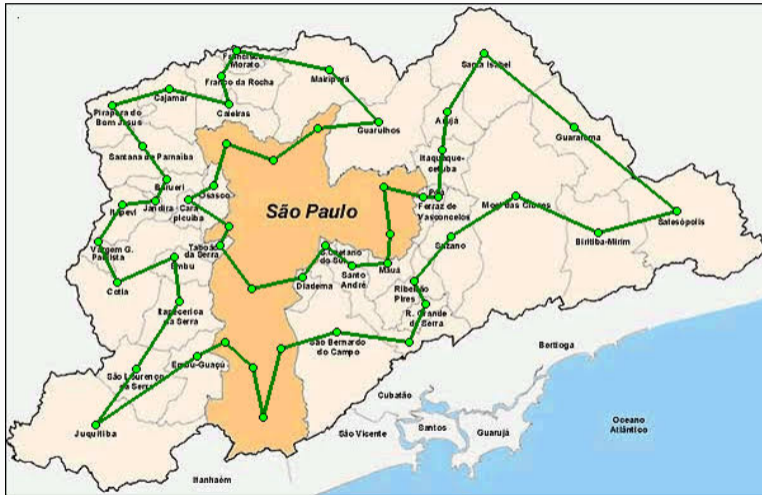 Francisco
Morato
Franco da Rocha
Mairiporã
Santa Isabel
Cajamar
Caieiras
Pirapora do
Bom Jesus
Guarulhos
Arujá
Guararema
Santana de Parnaíba
Itaquaque-
cetuba
Barueri
Osasco
Poá
Ferraz de
Vasconcelos
Mogi das Cruzes
Itapevi
Jandira
Cara
picuíba
São Paulo
Salesópolis
Biritiba-Mirim
Suzano
Vargem G.
Paulista
Taboão
da Serra
S.Caetano
do Sul
Embu
Santo
André
Mauá
Cotia
Diadema
Ribeirão
Pires
Itapecerica
da Serra
R. Grande
da Serra
São Bernardo
do Campo
Bertioga
Embu-Guaçú
São Lourenço
da Serra
Cubatão
Juquitiba
São Vicente
Santos
Guarujá
Oceano
Atlântico
Itanhaém